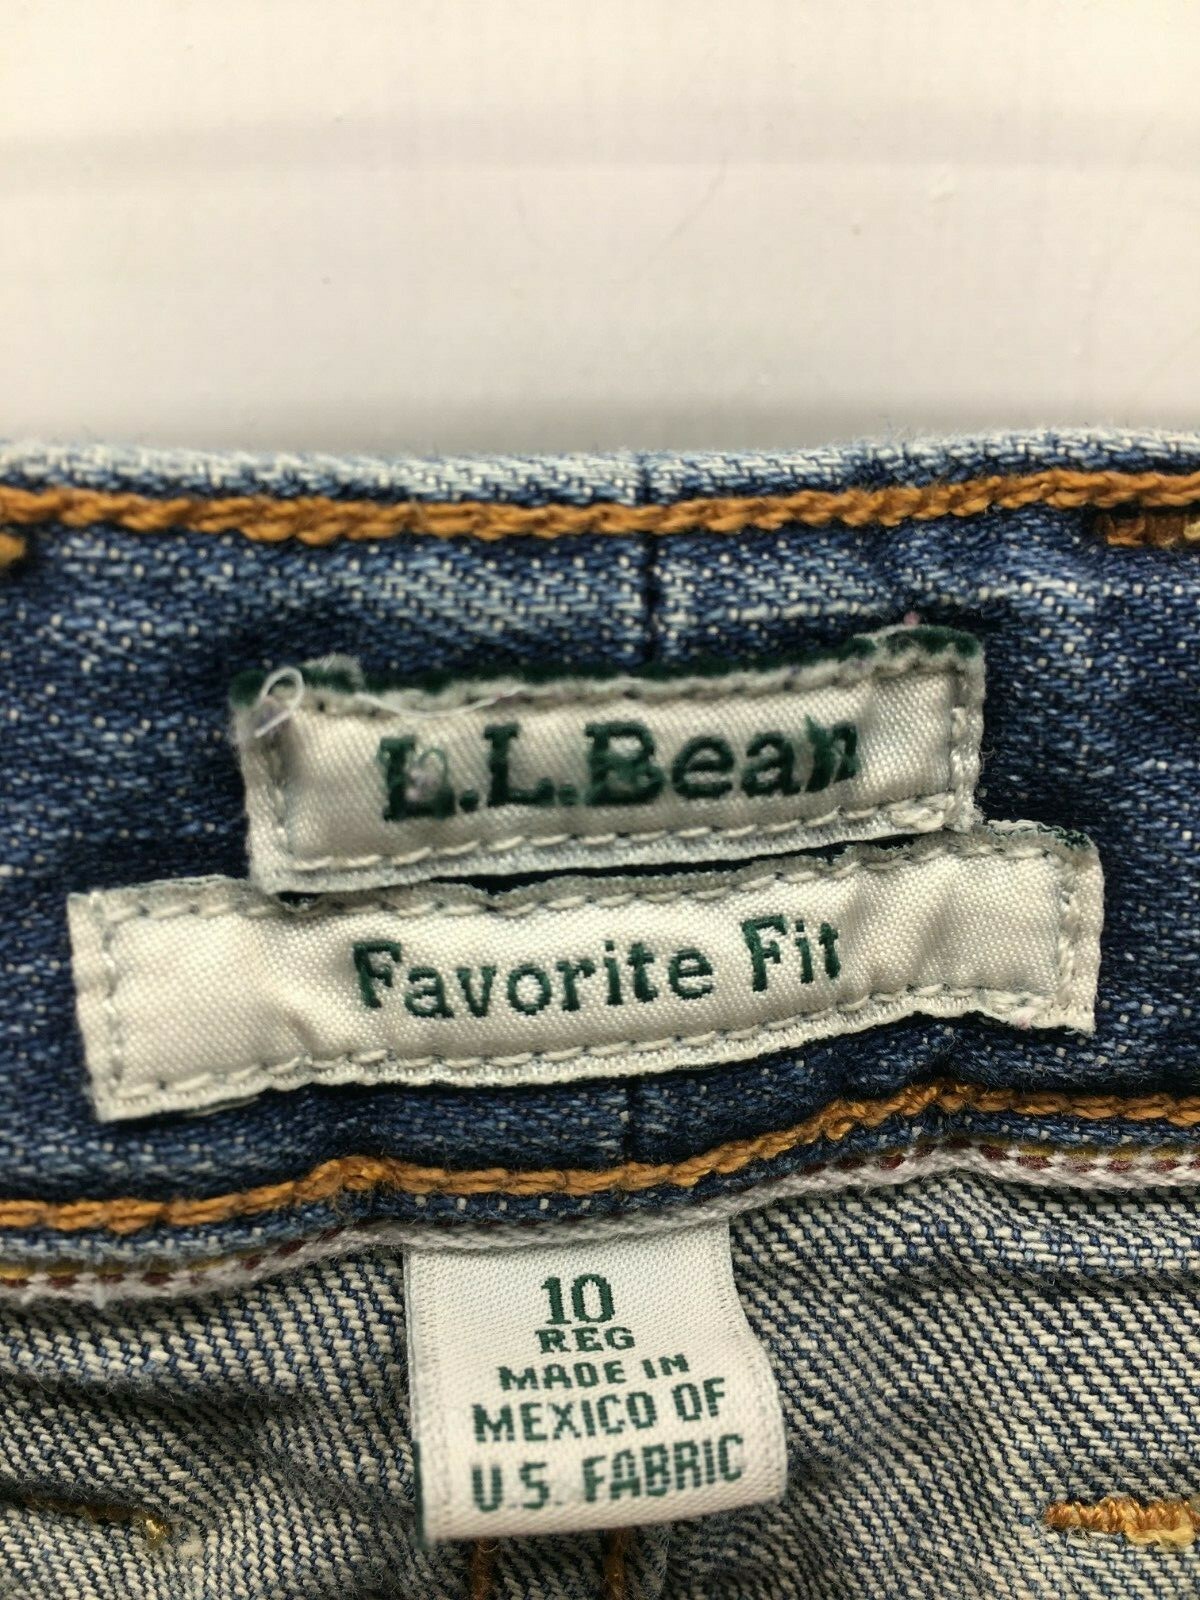 L.L.Bean
Favorite Fit
10
REG
MADE IN
MEXICO OF
U.S. FABRIC